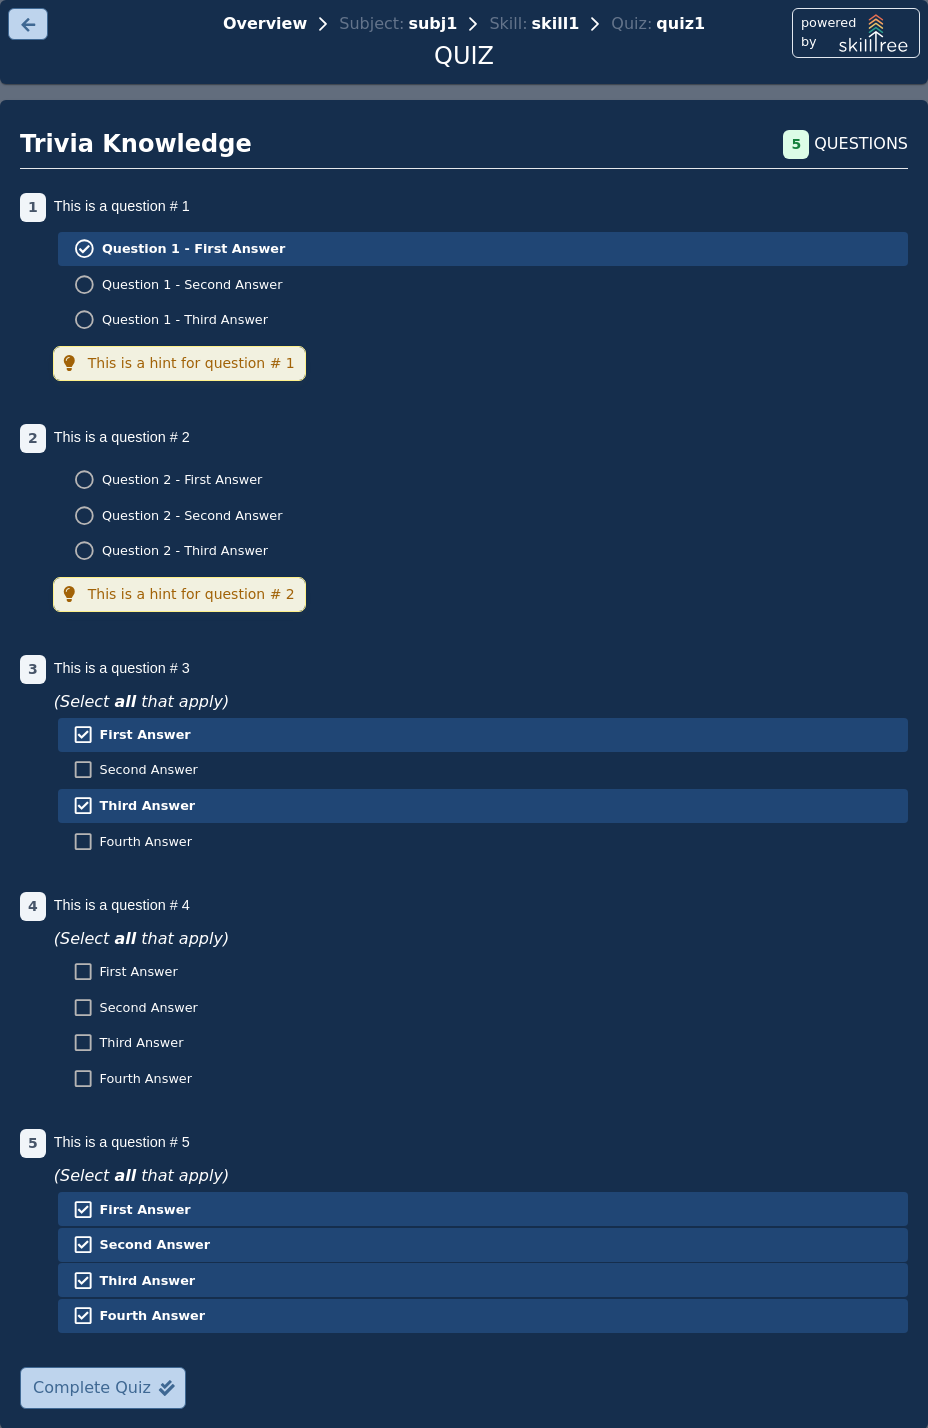 Overview > Subject: subj1 > Skill: skill1 > Quiz: quiz1
QUIZ
powered by skilltree
Trivia Knowledge
5 QUESTIONS
1 This is a question # 1
Question 1 - First Answer
Question 1 - Second Answer
Question 1 - Third Answer
This is a hint for question # 1
2 This is a question # 2
Question 2 - First Answer
Question 2 - Second Answer
Question 2 - Third Answer
This is a hint for question # 2
3 This is a question # 3
(Select all that apply)
First Answer
Second Answer
Third Answer
Fourth Answer
4 This is a question # 4
(Select all that apply)
First Answer
Second Answer
Third Answer
Fourth Answer
5 This is a question # 5
(Select all that apply)
First Answer
Second Answer
Third Answer
Fourth Answer
Complete Quiz